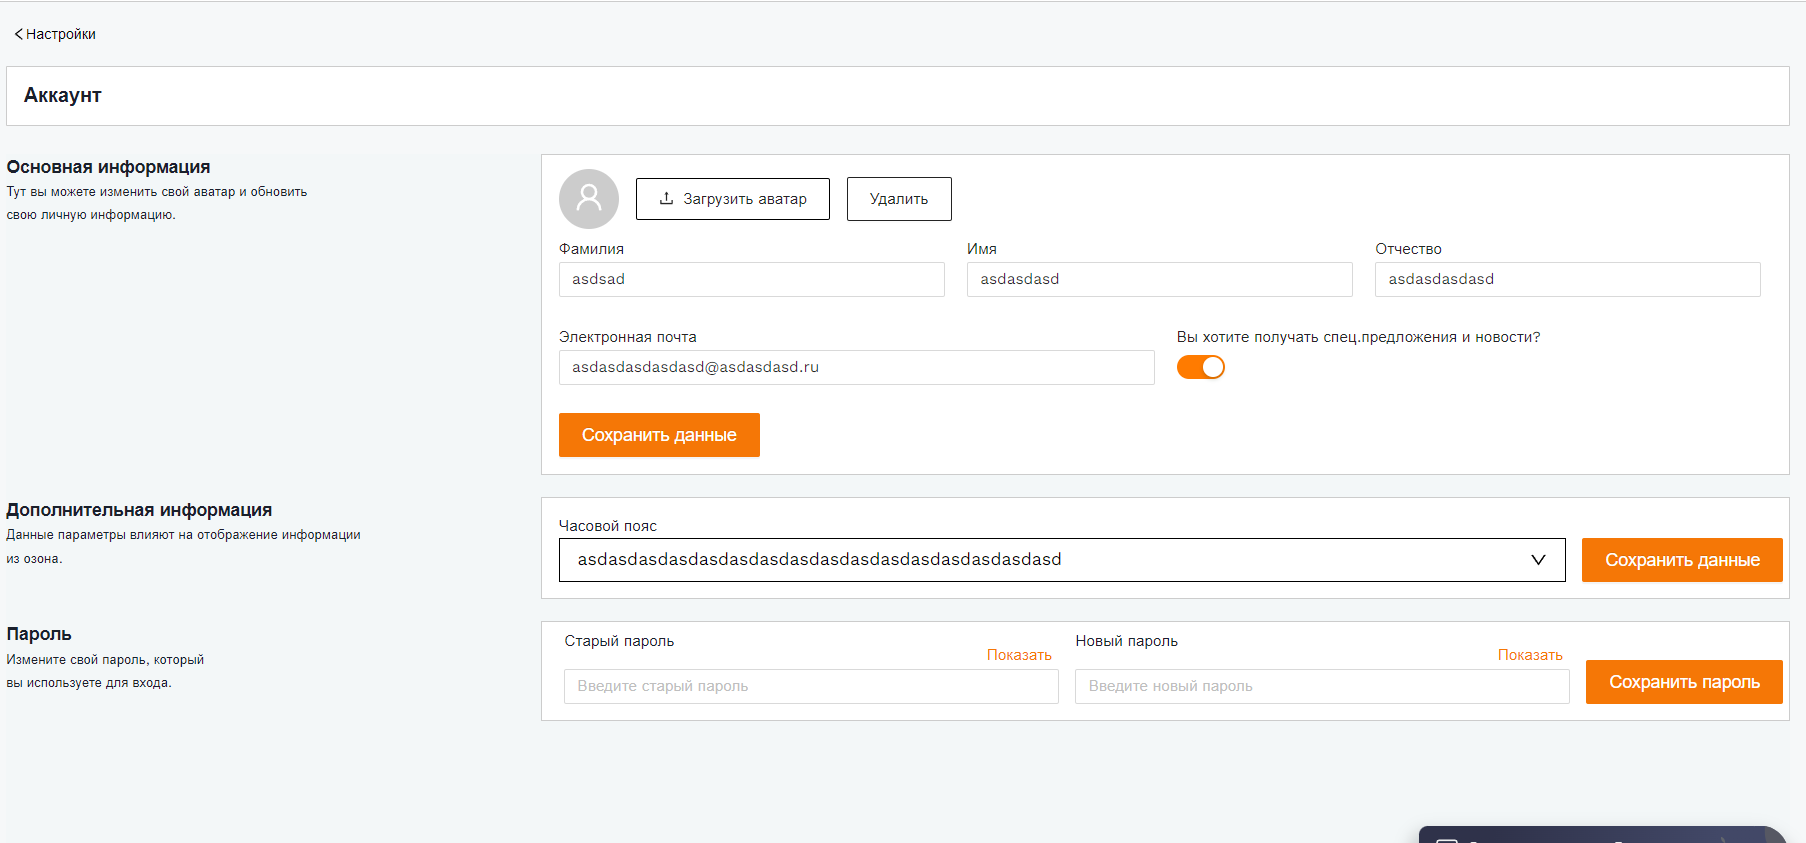 Настройки
Аккаунт
Основная информация
Тут вы можете изменить свой аватар и обновить
свою личную информацию.
Загрузить аватар
Удалить
Фамилия
Имя
Отчество
asdsad
asdasdasd
asdasdasdasd
Электронная почта
Вы хотите получать спец.предложения и новости?
asdasdasdasdasd@asdasdasd.ru
Сохранить данные
Дополнительная информация
Данные параметры влияют на отображение информации
из озона.
Часовой пояс
asdasdasdasdasdasdasdasdasdasdasdasdasdasdasdasd
Сохранить данные
Пароль
Измените свой пароль, который
вы используете для входа.
Старый пароль
Показать
Новый пароль
Показать
Введите старый пароль
Введите новый пароль
Сохранить пароль